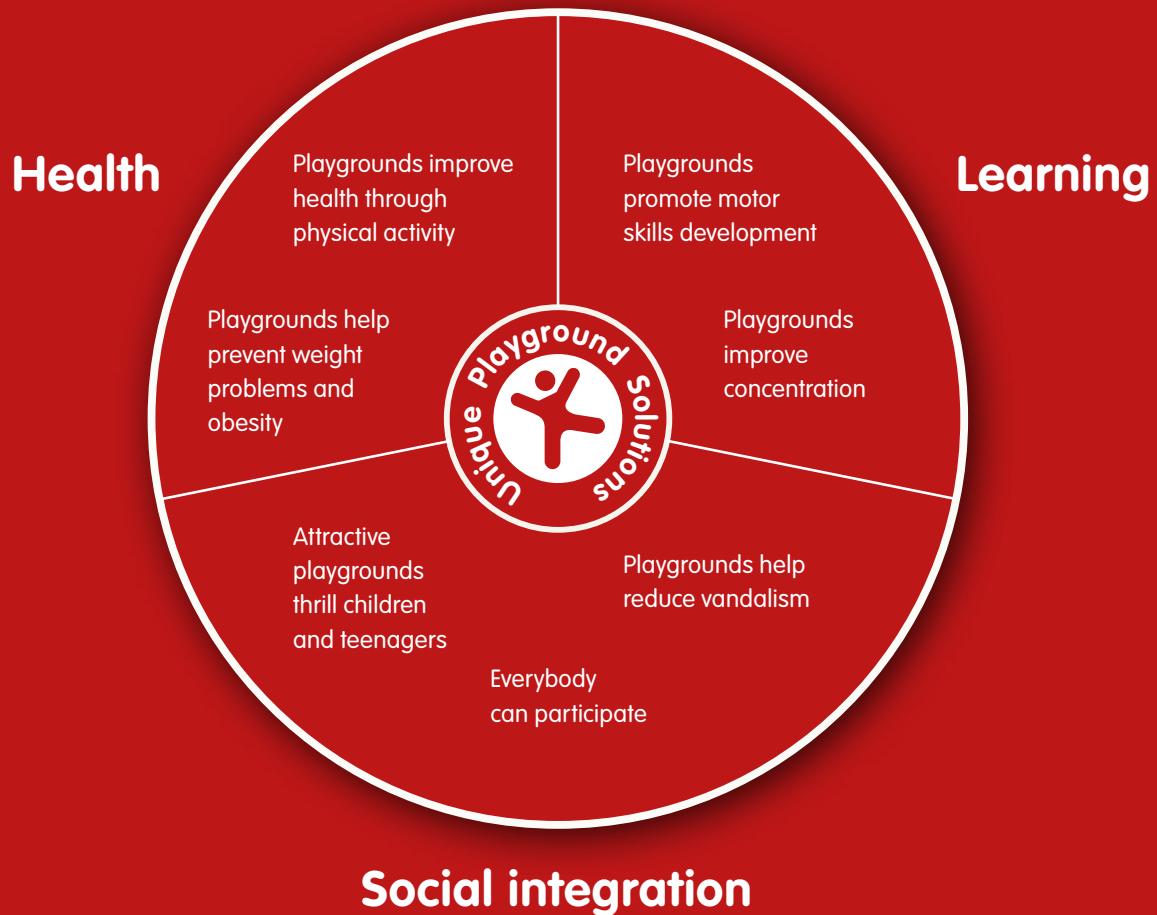 Health
Playgrounds improve
health through
physical activity
Playgrounds help
prevent weight
problems and
obesity
Learning
Playgrounds
promote motor
skills development
Playgrounds
improve
concentration
Unique Playground Solutions
Attractive
playgrounds
thrill children
and teenagers
Playgrounds help
reduce vandalism
Everybody
can participate
Social integration